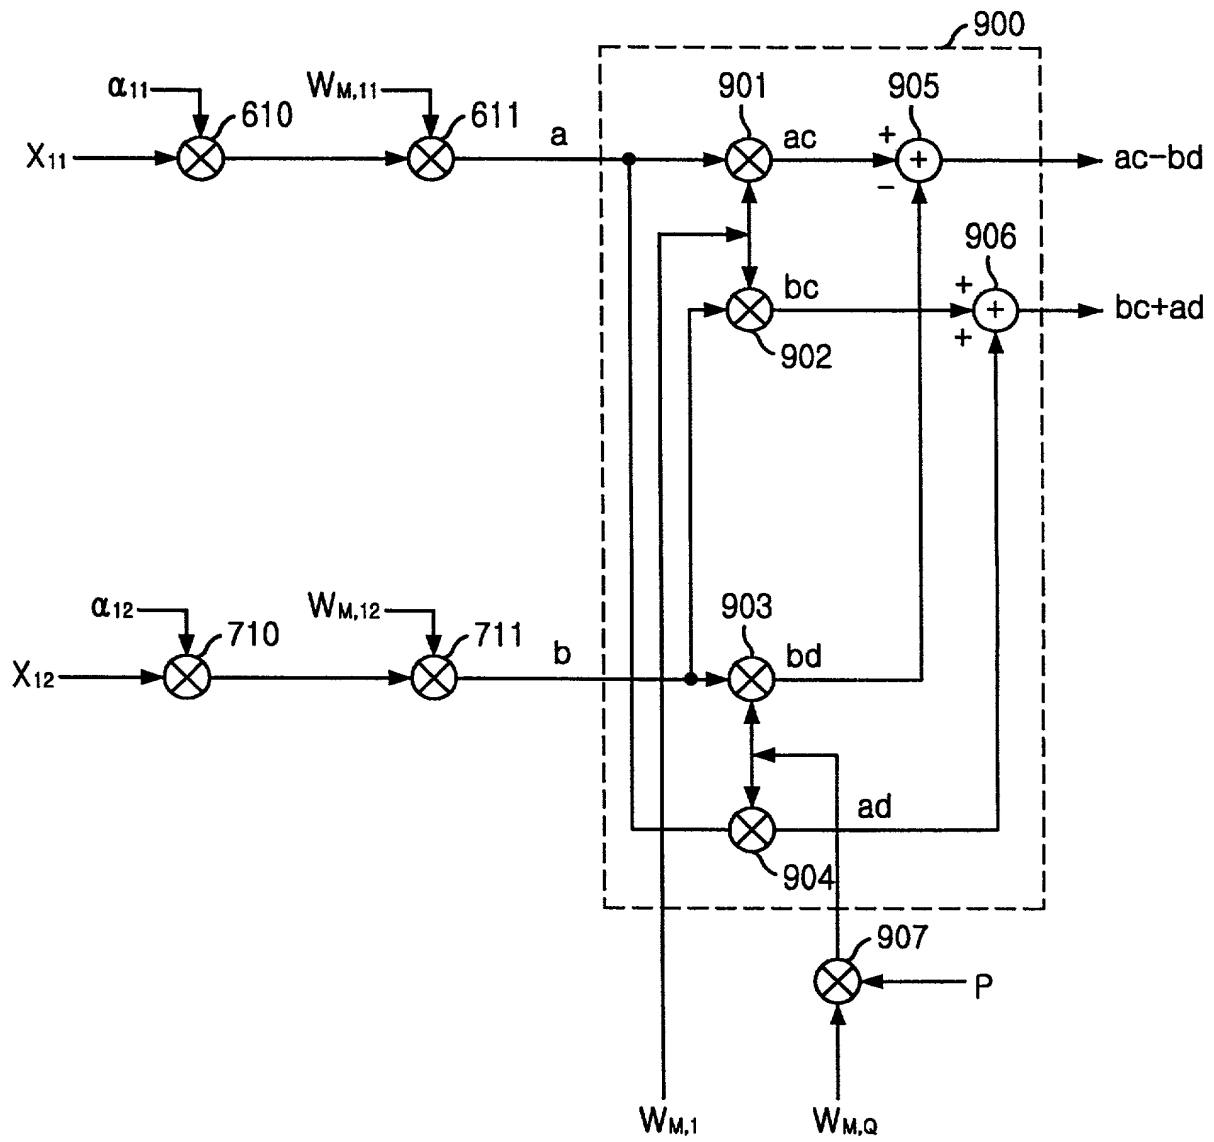 900
α11
WM,11
901
905
610
611
a
ac
+
X11
+
ac–bd
–
906
bc
+
+
bc+ad
+
902
α12
WM,12
903
710
711
b
bd
X12
ad
904
907
P
WM,1
WM,Q